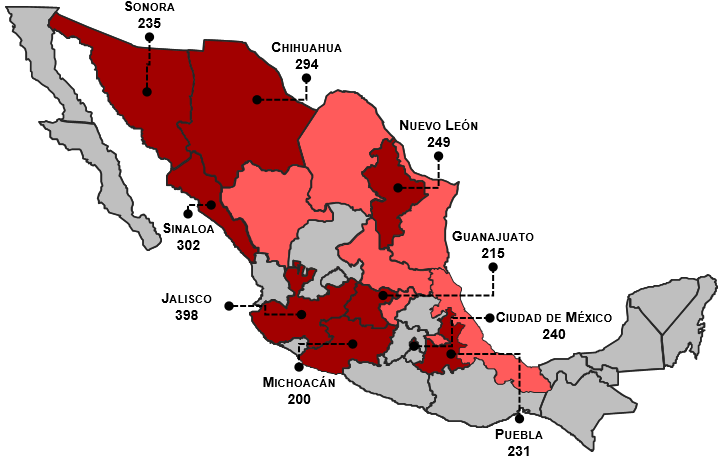 SONORA
235
CHIHUAHUA
294
NUEVO LEÓN
249
SINALOA
302
GUANAJUATO
215
JALISCO
398
CIUDAD DE MÉXICO
240
MICHOACÁN
200
PUEBLA
231